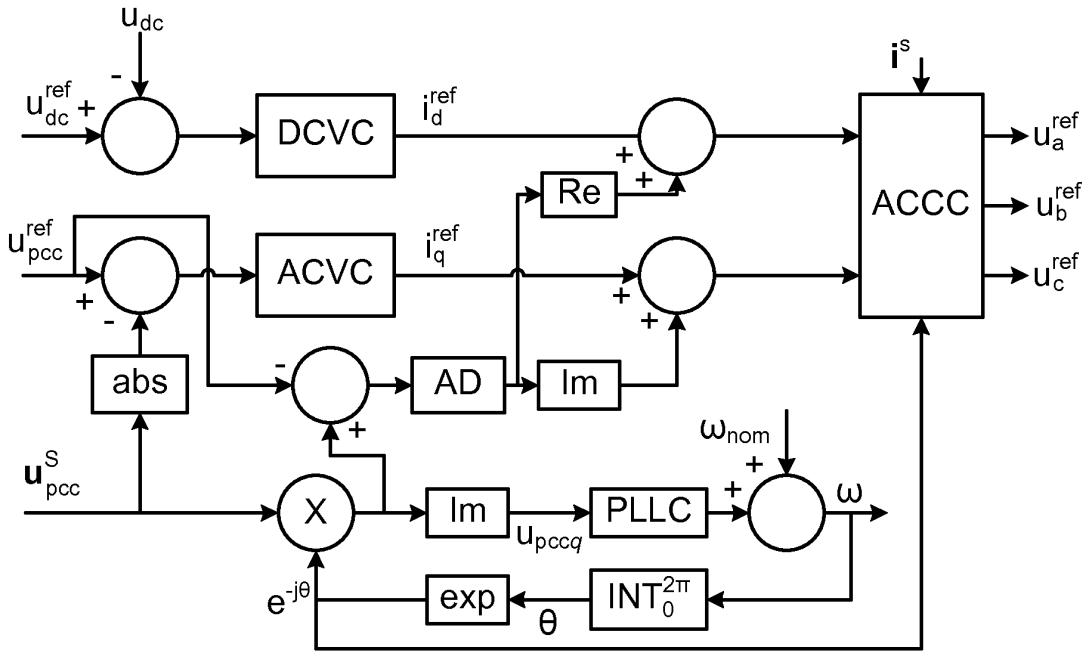 u_dc
-
u_dc^ref +
DCVC
i_d^ref
+
+
Re
i^s
ACCC
u_a^ref
u_b^ref
u_c^ref
u_pcc^ref
+
-
ACVC
i_q^ref
+
+
abs
-
+
AD
Im
u_pcc^S
X
Im
u_pccq
PLLC
ω_nom
+
+
ω
e^-jθ
exp
θ
INT_0^2π